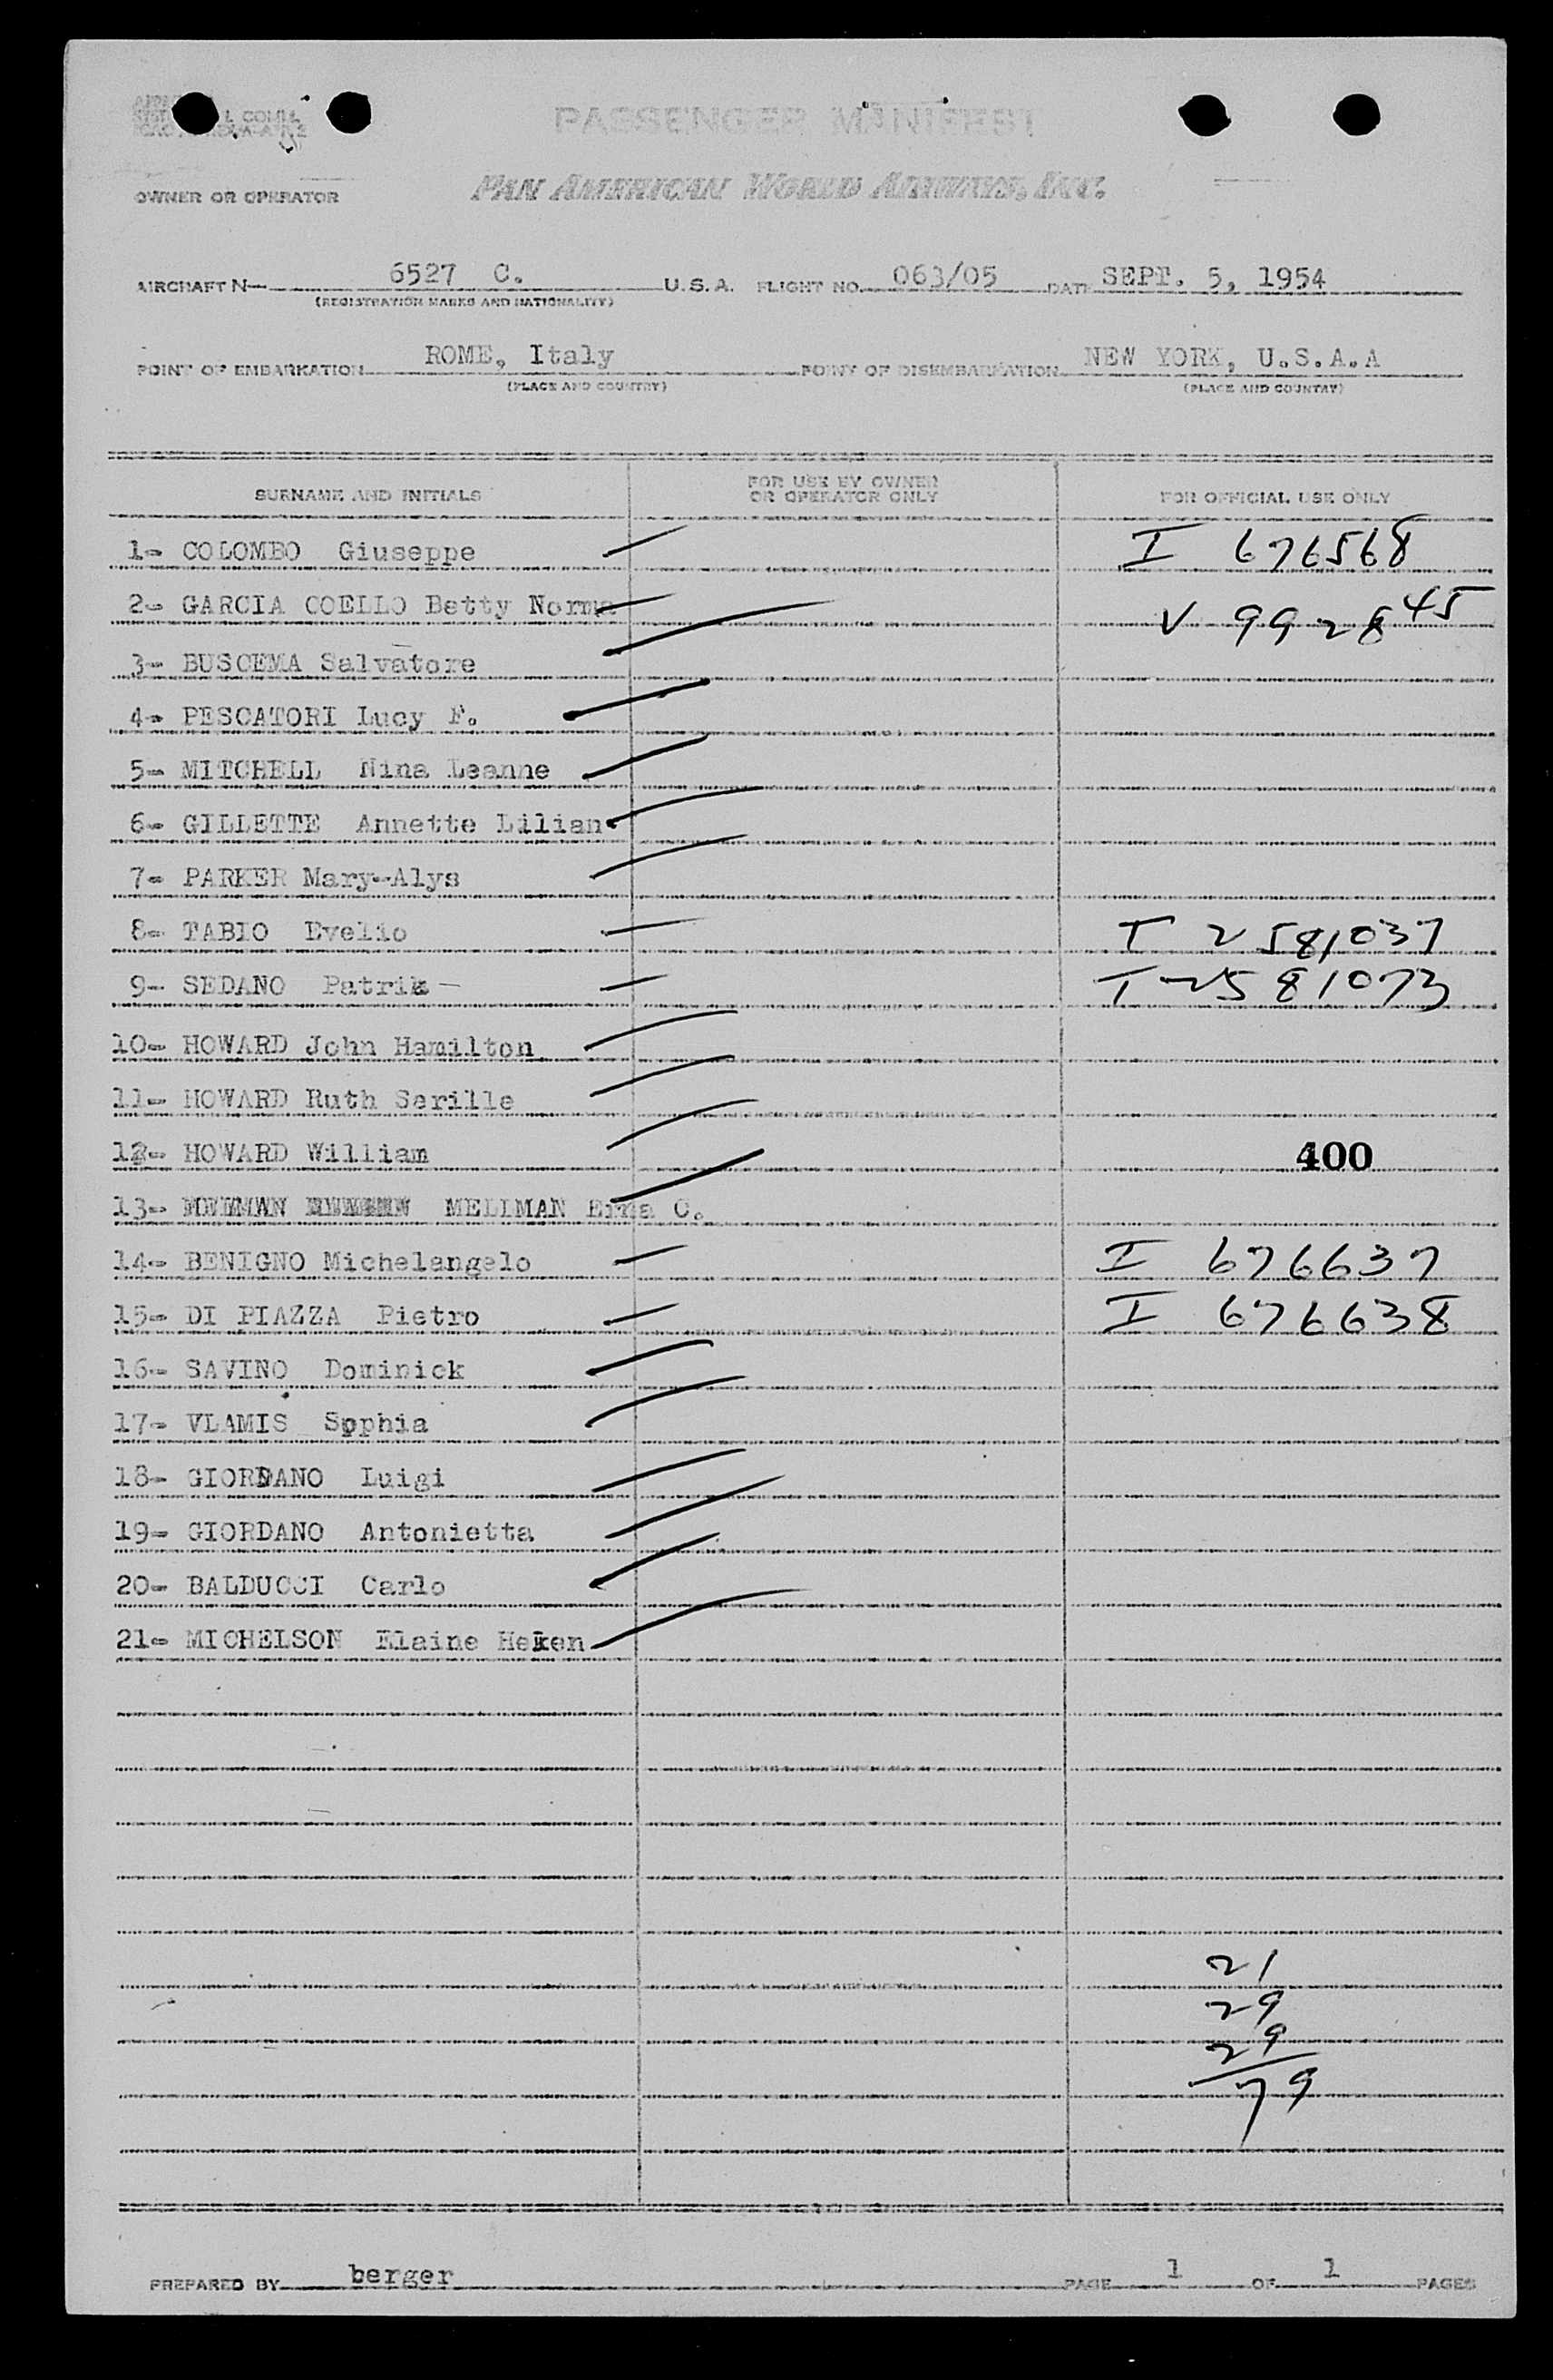 PASSENGER MANIFEST
OWNER OR OPERATOR PAN AMERICAN WORLD AIRWAYS, INC.
AIRCRAFT N— 6527 C. U.S.A. FLIGHT NO. 063/05 DATE SEPT. 5, 1954
(REGISTRATION MARKS AND NATIONALITY)
POINT OF EMBARKATION ROME, Italy POINT OF DISEMBARKATION NEW YORK, U.S.A.A
(PLACE AND COUNTRY) (PLACE AND COUNTRY)
SURNAME AND INITIALS FOR USE BY OWNER OR OPERATOR ONLY FOR OFFICIAL USE ONLY
1- COLOMBO Giuseppe I 676568
2- GARCIA COELLO Betty Norma V 9928845
3- BUSCEMA Salvatore
4- PESCATORI Lucy F.
5- MITCHELL Nina Leanne
6- GILLETTE Annette Lilian
7- PARKER Mary-Alys
8- TABIO Evelio T 2581037
9- SEDANO Patrik T 2581073
10- HOWARD John Hamilton
11- HOWARD Ruth Serille
12- HOWARD William 400
13- MELLMAN Erna C.
14- BENIGNO Michelangelo I 676637
15- DI PIAZZA Pietro I 676638
16- SAVINO Dominick
17- VLAMIS Sophia
18- GIORDANO Luigi
19- GIORDANO Antonietta
20- BALDUCCI Carlo
21- MICHELSON Elaine Heken
21
29
29
79
PREPARED BY berger PAGE 1 OF 1 PAGES